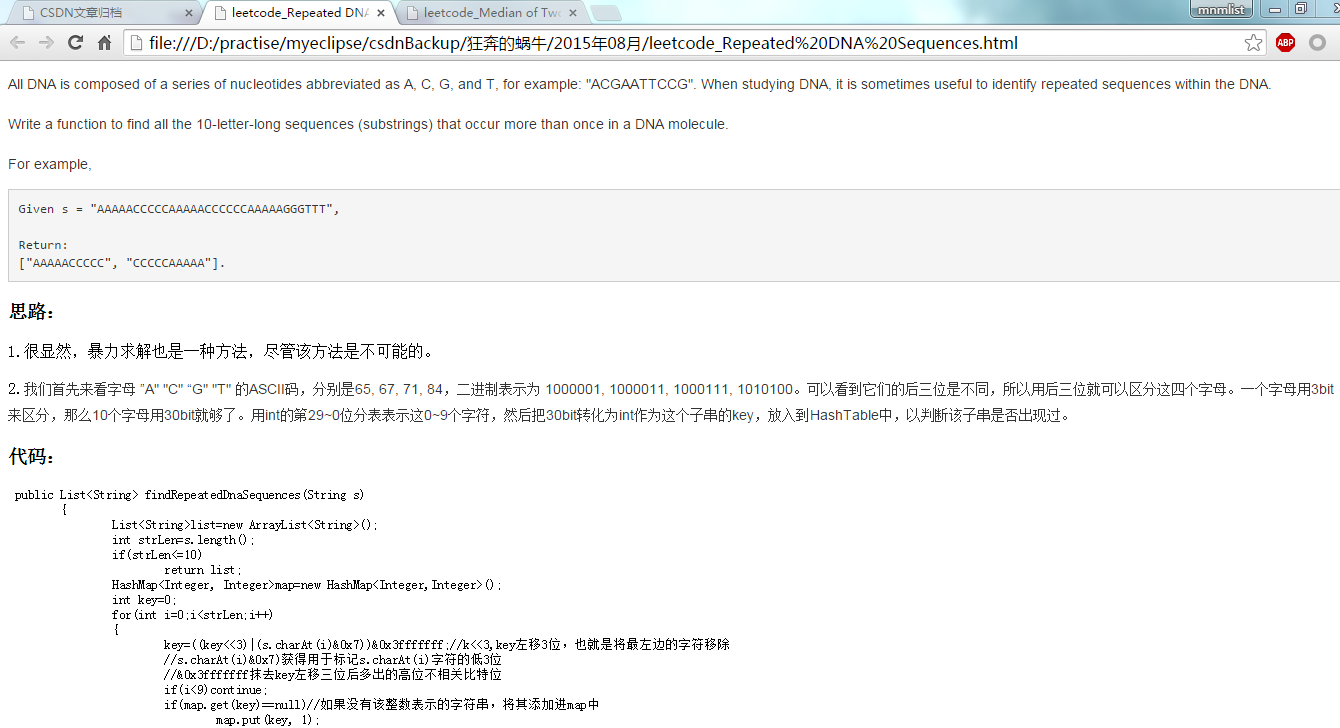 CSDN文章归档
leetcode_Repeated DNA
leetcode_Median of Two
mnmlist
file:///D:/practise/myeclipse/csdnBackup/狂奔的蜗牛/2015年08月/leetcode_Repeated%20DNA%20Sequences.html
ABP
All DNA is composed of a series of nucleotides abbreviated as A, C, G, and T, for example: "ACGAATTCCG". When studying DNA, it is sometimes useful to identify repeated sequences within the DNA.
Write a function to find all the 10-letter-long sequences (substrings) that occur more than once in a DNA molecule.
For example,
Given s = "AAAAACCCCCAAAAACCCCCCAAAAAGGGTTT",
Return:
["AAAAACCCCC", "CCCCCAAAAA"].
思路：
1. 很显然，暴力求解也是一种方法，尽管该方法是不可能的。
2. 我们首先来看字母 ”A" "C" “G" "T" 的ASCII码，分别是65, 67, 71, 84，二进制表示为 1000001, 1000011, 1000111, 1010100。可以看到它们的后三位是不同，所以用后三位就可以区分这四个字母。一个字母用3bit
来区分，那么10个字母用30bit就够了。用int的第29~0位分表表示这0~9个字符，然后把30bit转化为int作为这个子串的key，放入到HashTable中，以判断该子串是否出现过。
代码：
public List<String> findRepeatedDnaSequences(String s)
{
List<String>list=new ArrayList<String>();
int strLen=s.length();
if(strLen<=10)
return list;
HashMap<Integer, Integer>map=new HashMap<Integer,Integer>();
int key=0;
for(int i=0;i<strLen;i++)
{
key=((key<<3)|(s.charAt(i)&0x7))&0x3fffffff;//k<<3,key左移3位，也就是将最左边的字符移除
//s.charAt(i)&0x7)获得用于标记s.charAt(i)字符的低3位
//&0x3fffffff抹去key左移三位后多出的高位不相关比特位
if(i<9)continue;
if(map.get(key)==null)//如果没有该整数表示的字符串，将其添加进map中
map.put(key, 1);